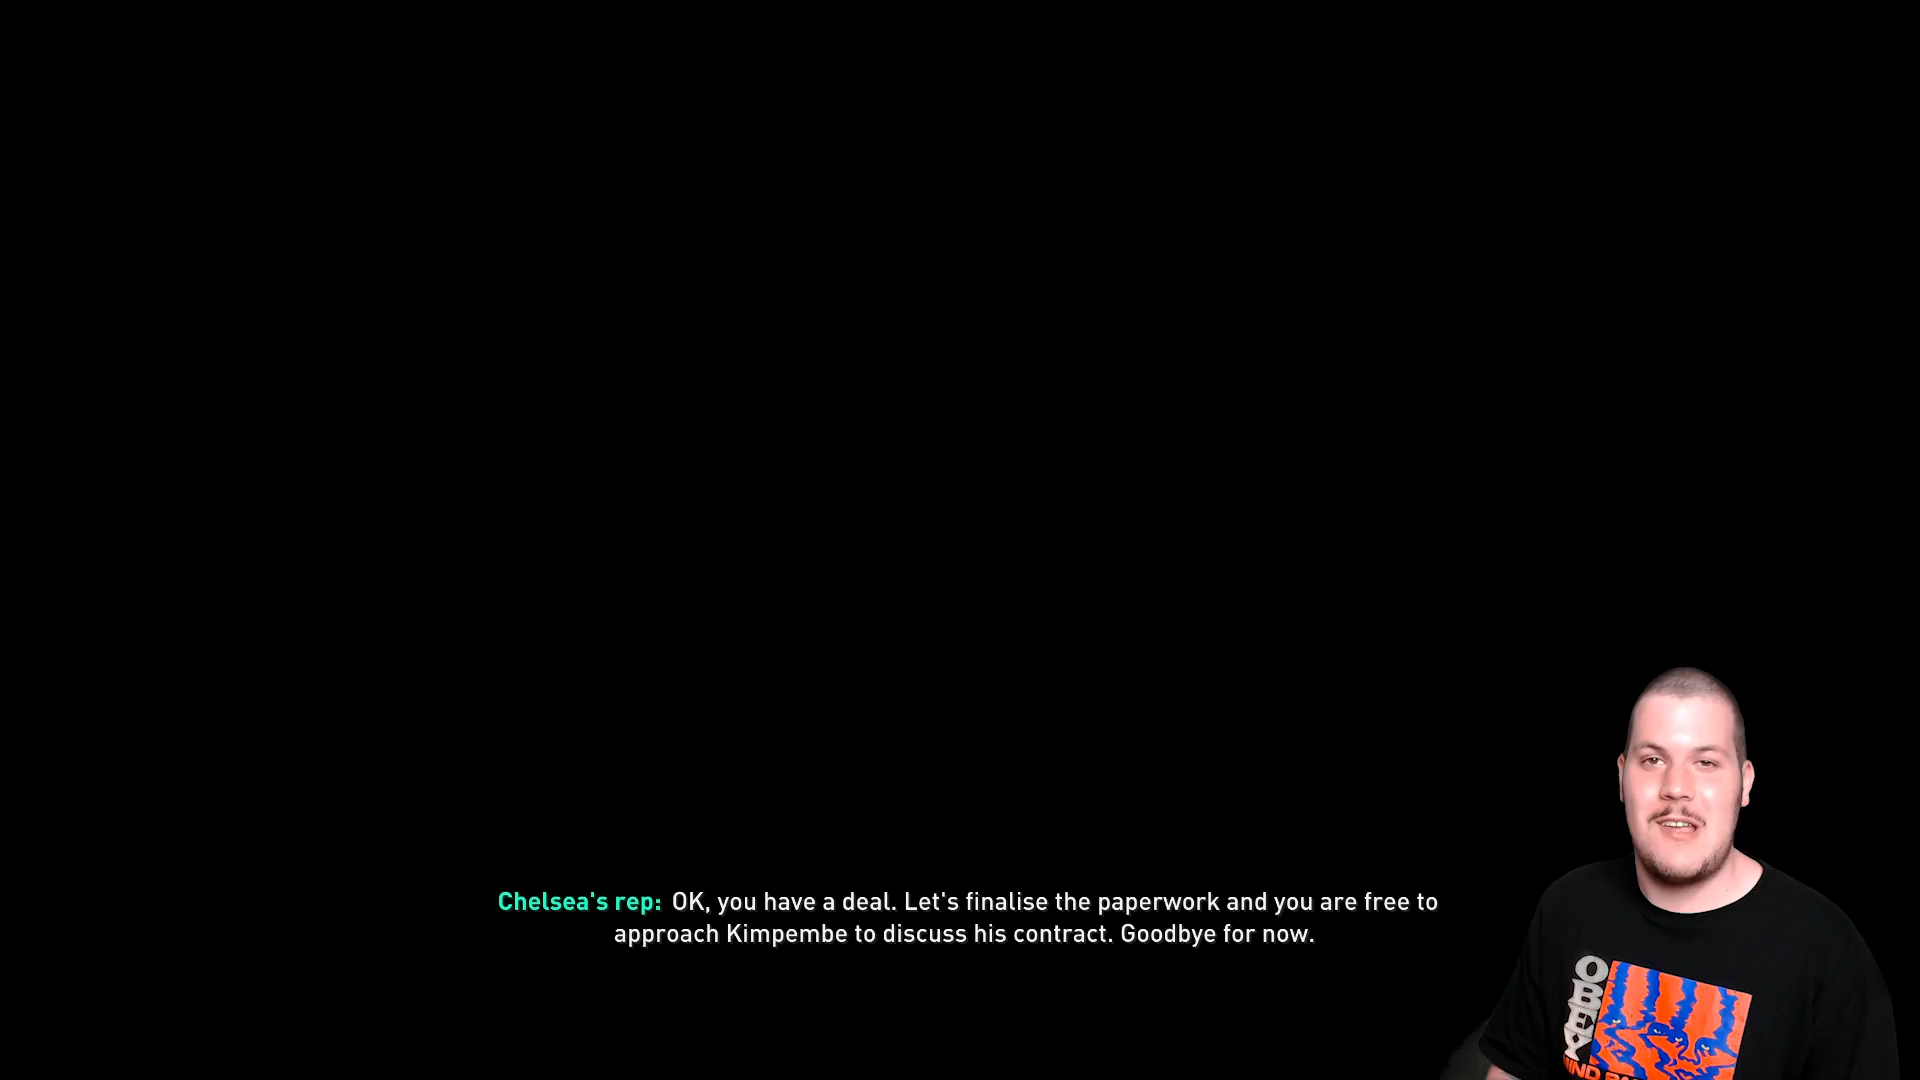 Chelsea's rep: OK, you have a deal. Let's finalise the paperwork and you are free to
approach Kimpembe to discuss his contract. Goodbye for now.
OBEY